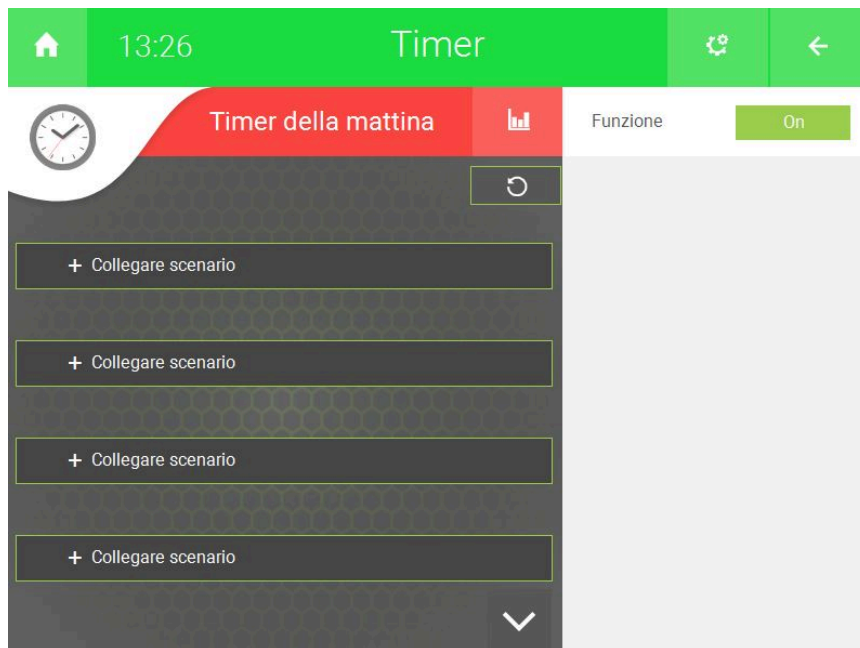 13:26 Timer
Timer della mattina
Funzione On
+ Collegare scenario
+ Collegare scenario
+ Collegare scenario
+ Collegare scenario